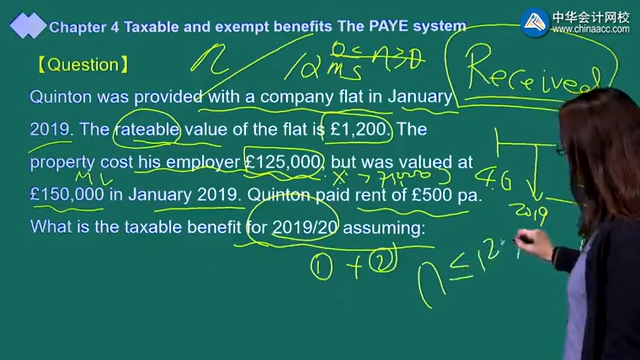 Chapter 4 Taxable and exempt benefits The PAYE system
中华会计网校
www.chinaacc.com
【Question】
Received
Quinton was provided with a company flat in January
2019. The rateable value of the flat is £1,200. The
property cost his employer £125,000, but was valued at
£150,000 in January 2019. Quinton paid rent of £500 pa.
What is the taxable benefit for 2019/20 assuming:
MV
2019
① + ②
n ≤ 12